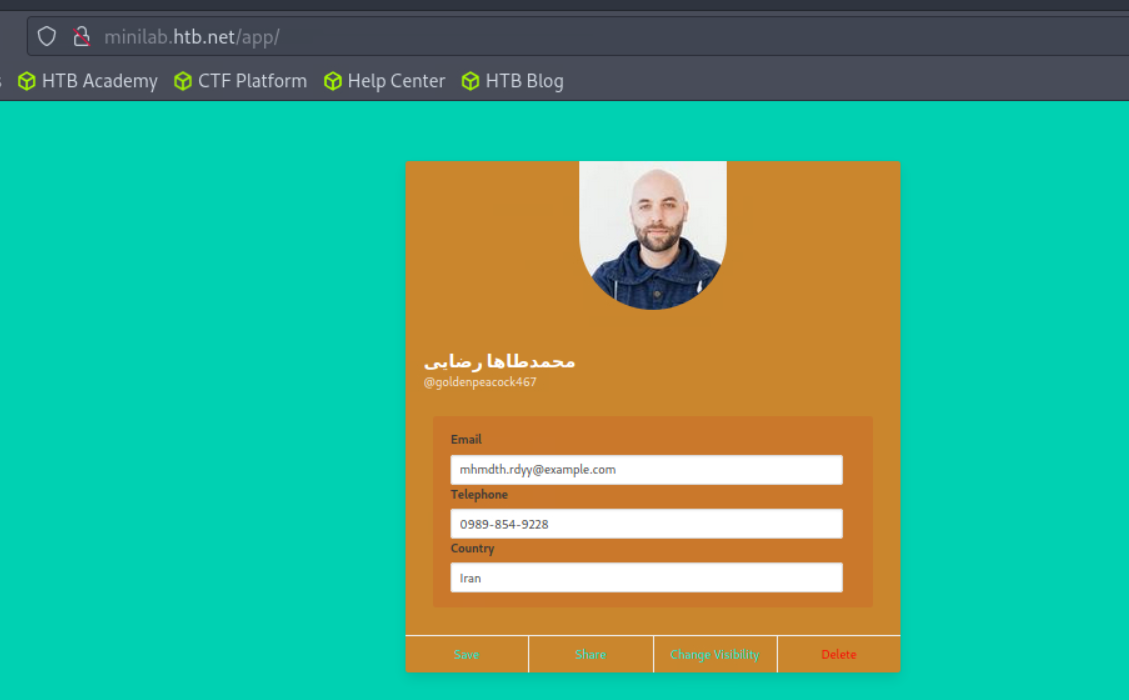 minilab.htb.net/app/
HTB Academy CTF Platform Help Center HTB Blog
محمدطاها رضایی
@goldenpeacock467
Email
mhmdth.rdyy@example.com
Telephone
0989-854-9228
Country
Iran
Save Share Change Visibility Delete